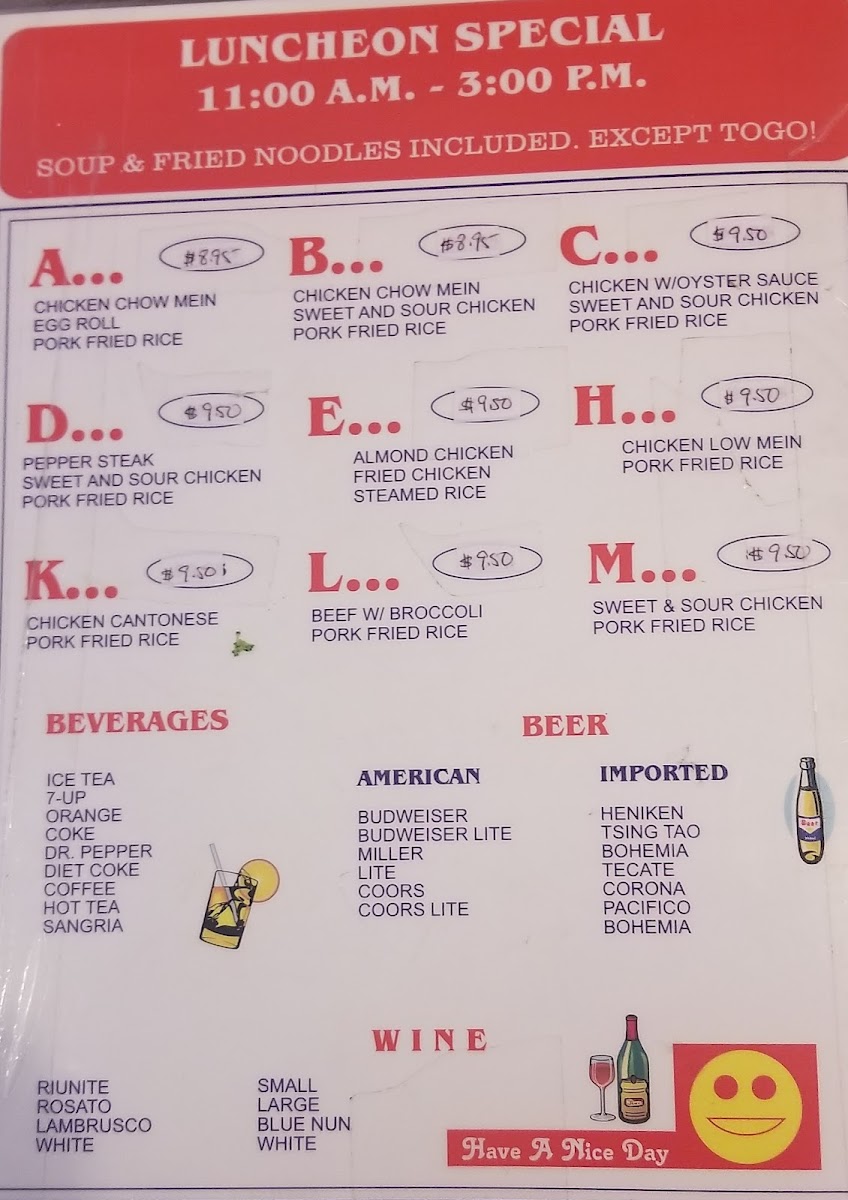 LUNCHEON SPECIAL
11:00 A.M. - 3:00 P.M.
SOUP & FRIED NOODLES INCLUDED. EXCEPT TOGO!
A... $8.95
CHICKEN CHOW MEIN
EGG ROLL
PORK FRIED RICE
B... $8.95
CHICKEN CHOW MEIN
SWEET AND SOUR CHICKEN
PORK FRIED RICE
C... $9.50
CHICKEN W/OYSTER SAUCE
SWEET AND SOUR CHICKEN
PORK FRIED RICE
D... $9.50
PEPPER STEAK
SWEET AND SOUR CHICKEN
PORK FRIED RICE
E... $9.50
ALMOND CHICKEN
FRIED CHICKEN
STEAMED RICE
H... $9.50
CHICKEN LOW MEIN
PORK FRIED RICE
K... $9.50
CHICKEN CANTONESE
PORK FRIED RICE
L... $9.50
BEEF W/ BROCCOLI
PORK FRIED RICE
M... $9.50
SWEET & SOUR CHICKEN
PORK FRIED RICE
BEVERAGES
ICE TEA
7-UP
ORANGE
COKE
DR. PEPPER
DIET COKE
COFFEE
HOT TEA
SANGRIA
BEER
AMERICAN
BUDWEISER
BUDWEISER LITE
MILLER
LITE
COORS
COORS LITE
IMPORTED
HENIKEN
TSING TAO
BOHEMIA
TECATE
CORONA
PACIFICO
BOHEMIA
Beer
WINE
RIUNITE
ROSATO
LAMBRUSCO
WHITE
SMALL
LARGE
BLUE NUN
WHITE
Have A Nice Day